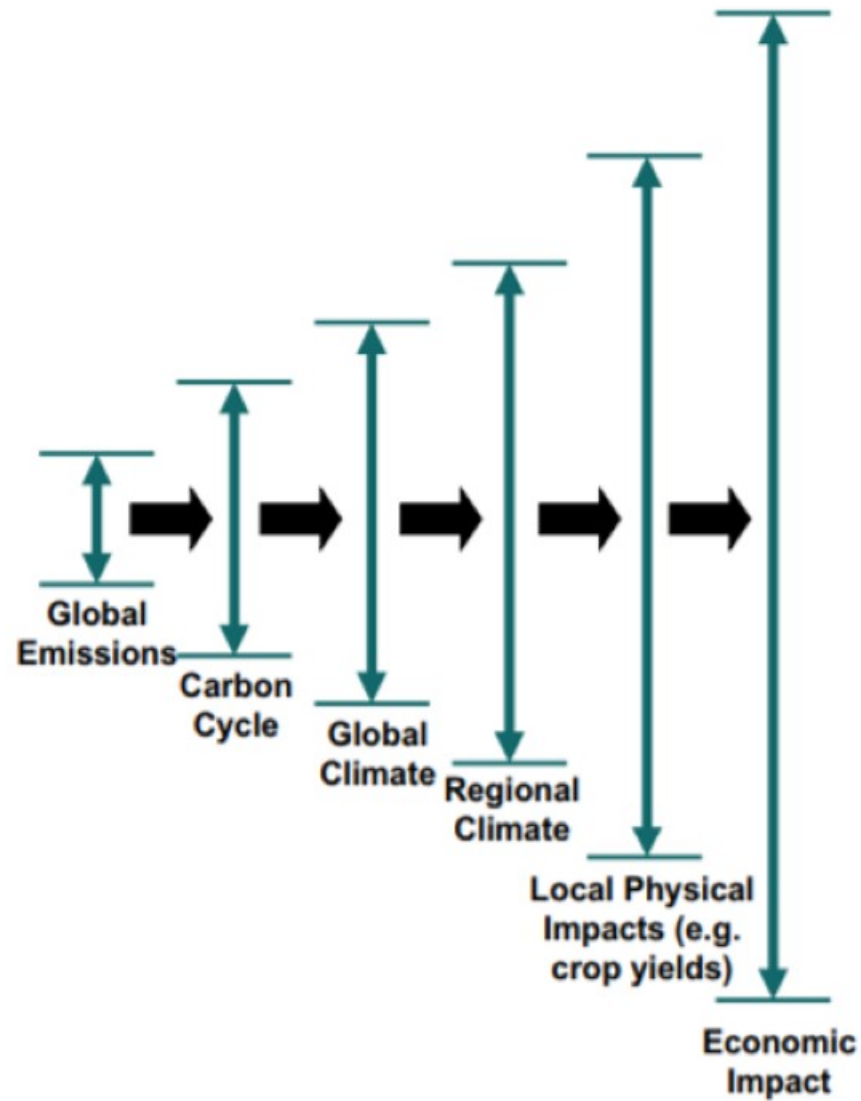 Global
Emissions
Carbon
Cycle
Global
Climate
Regional
Climate
Local Physical
Impacts (e.g.
crop yields)
Economic
Impact